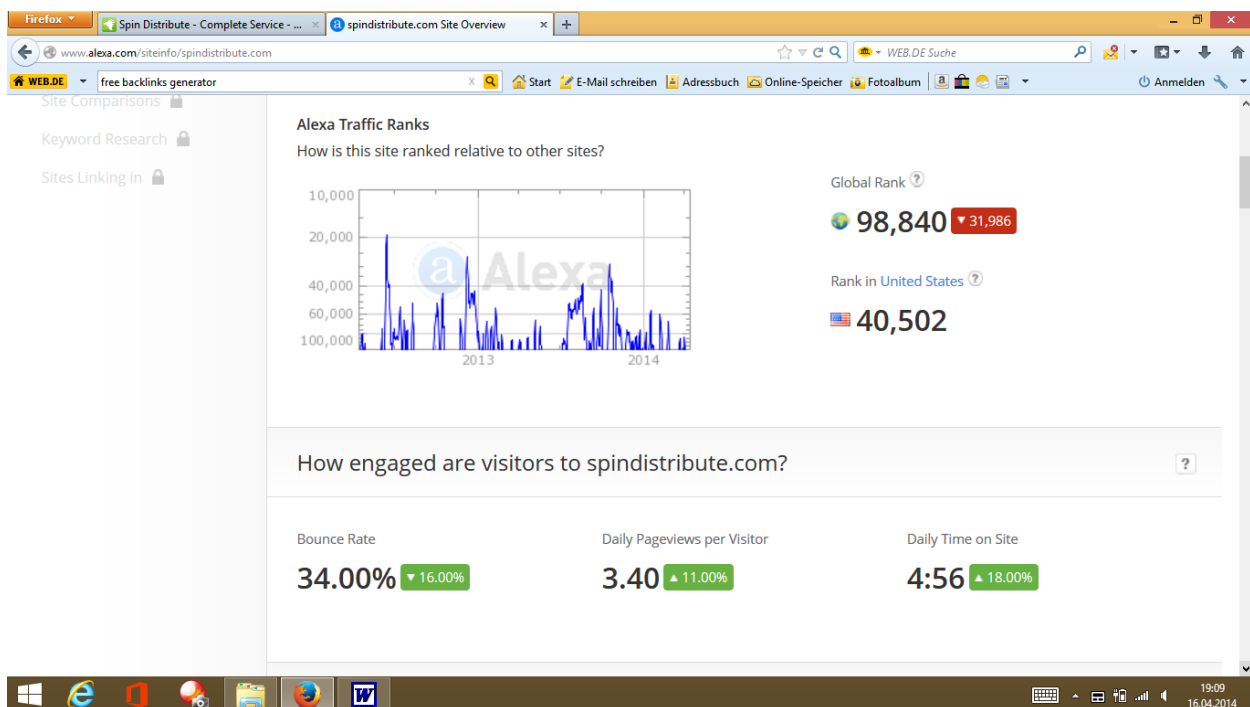 Firefox
Spin Distribute - Complete Service - ...
spindistribute.com Site Overview
www.alexa.com/siteinfo/spindistribute.com
WEB.DE Suche
WEB.DE
free backlinks generator
Start
E-Mail schreiben
Adressbuch
Online-Speicher
Fotoalbum
Anmelden
Site Comparisons
Keyword Research
Sites Linking in
Alexa Traffic Ranks
How is this site ranked relative to other sites?
10,000
20,000
40,000
60,000
100,000
2013
2014
a Alexa
Global Rank ?
98,840 ▼ 31,986
Rank in United States ?
40,502
How engaged are visitors to spindistribute.com?
?
Bounce Rate
34.00% ▼ 16.00%
Daily Pageviews per Visitor
3.40 ▲ 11.00%
Daily Time on Site
4:56 ▲ 18.00%
19:09
16.04.2014